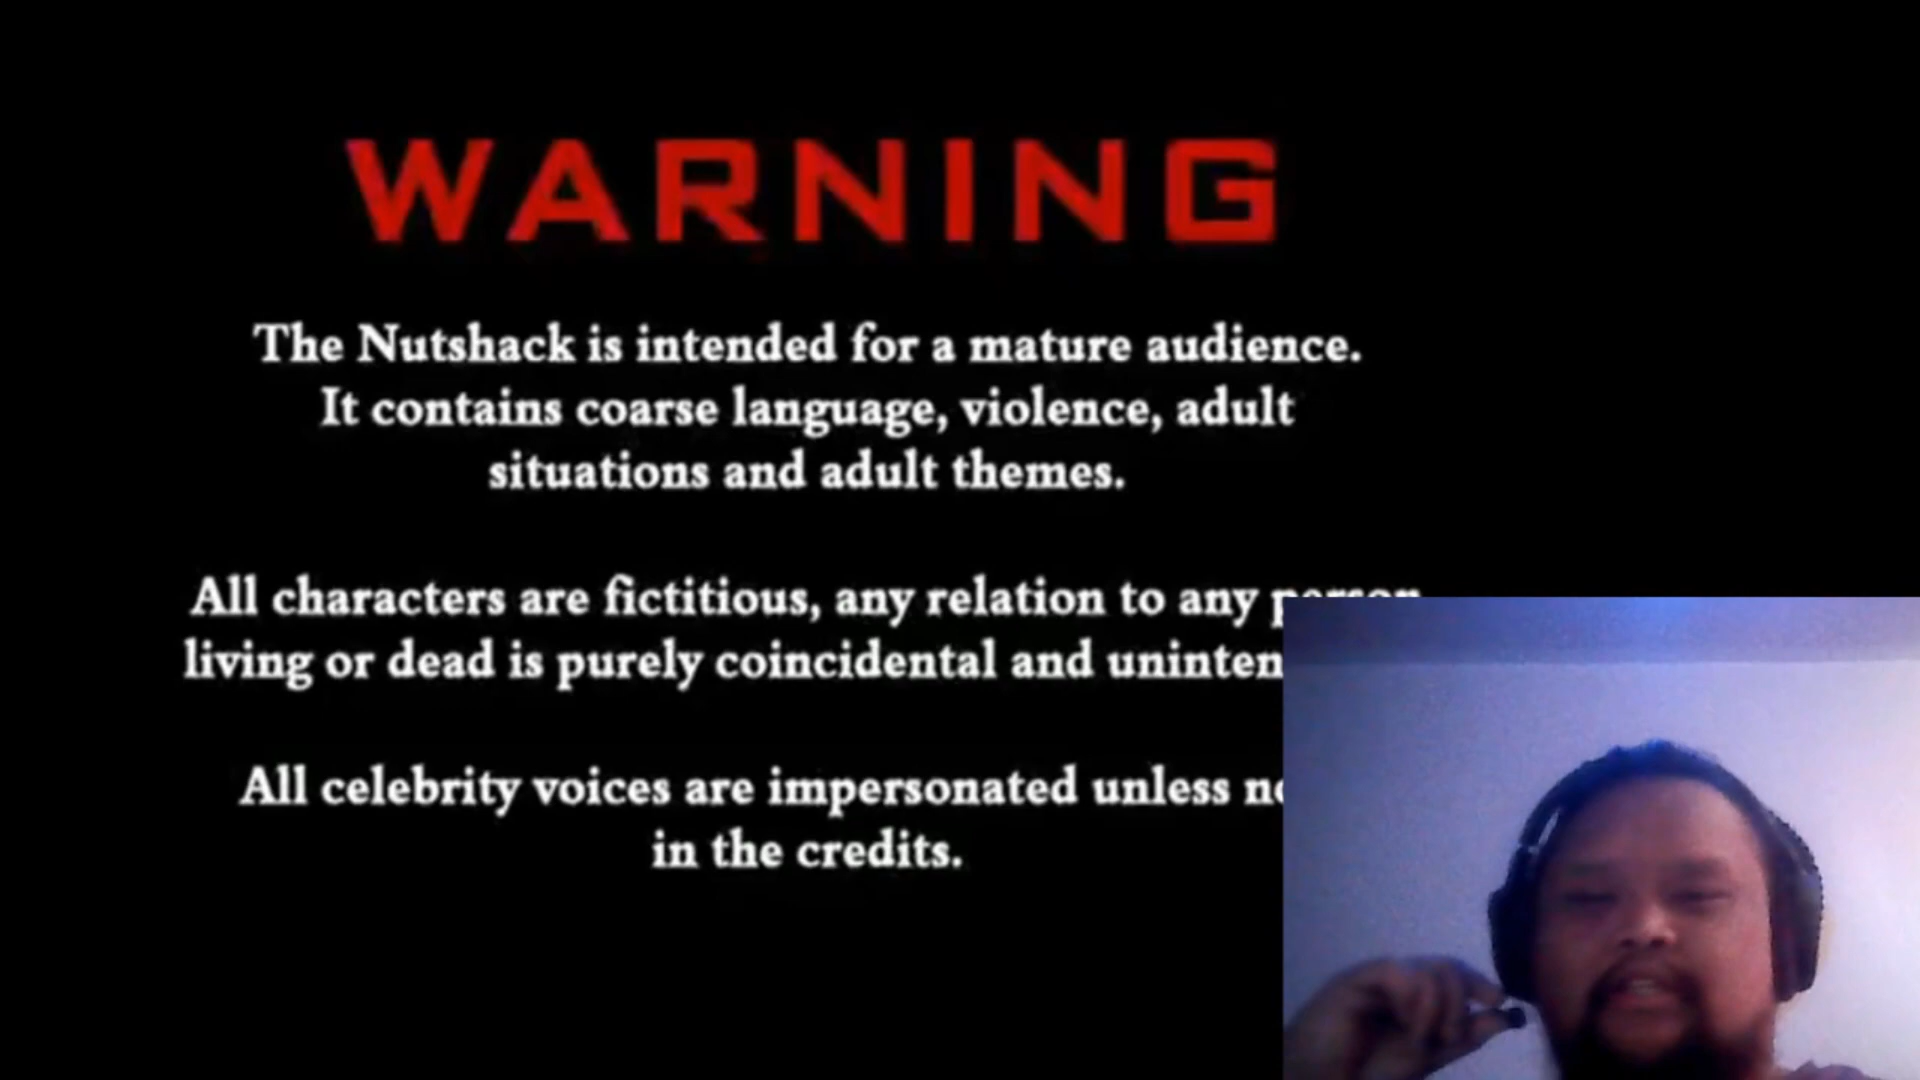 WARNING
The Nutshack is intended for a mature audience.
It contains coarse language, violence, adult
situations and adult themes.
All characters are fictitious, any relation to any person
living or dead is purely coincidental and
All celebrity voices are impersonated unless
in the credits.